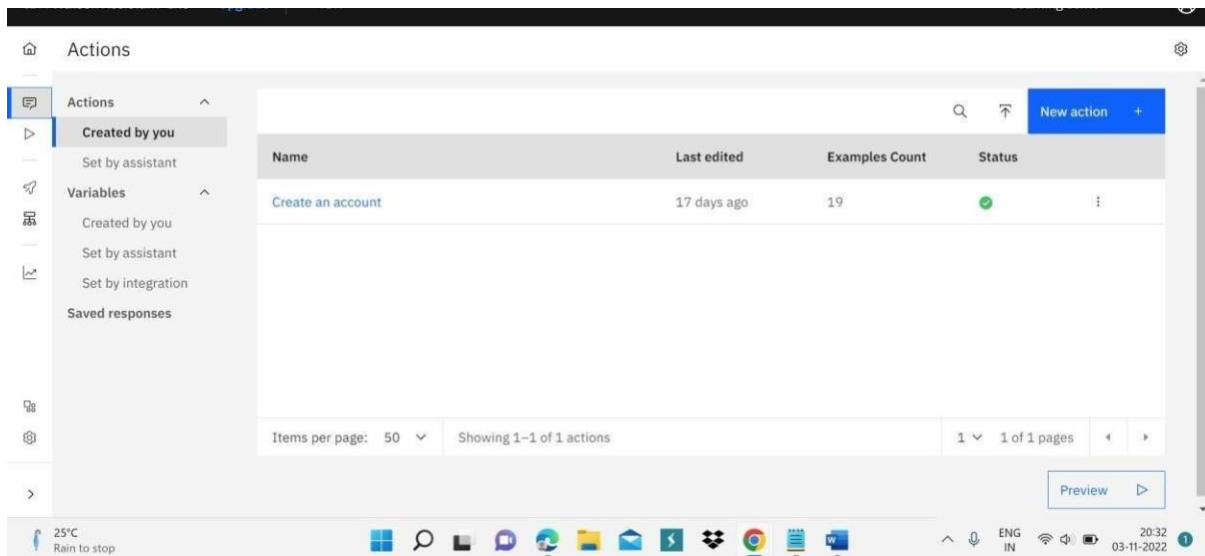 Actions
Actions
Created by you
Set by assistant
Variables
Created by you
Set by assistant
Set by integration
Saved responses
New action +
Name Last edited Examples Count Status
Create an account 17 days ago 19
Items per page: 50 Showing 1–1 of 1 actions 1 1 of 1 pages
Preview
25°C
Rain to stop
ENG
IN
20:32
03-11-2022
1